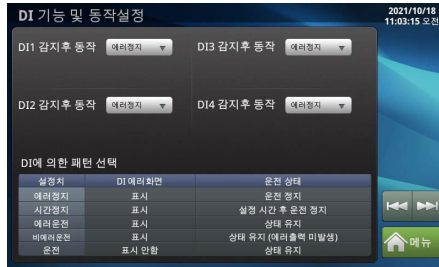 DI 기능 및 동작설정
2021/10/18
11:03:15 오전
DI1 감지후 동작 에러정지
DI3 감지후 동작 에러정지
DI2 감지후 동작 에러정지
DI4 감지후 동작 에러정지
DI에 의한 패턴 선택
설정치 DI 에러화면 운전 상태
에러정지 표시 운전 정지
시간정지 표시 설정 시간 후 운전 정지
에러운전 표시 상태 유지
비에러운전 표시 상태 유지 (에러출력 미발생)
운전 표시 안함 상태 유지
메뉴